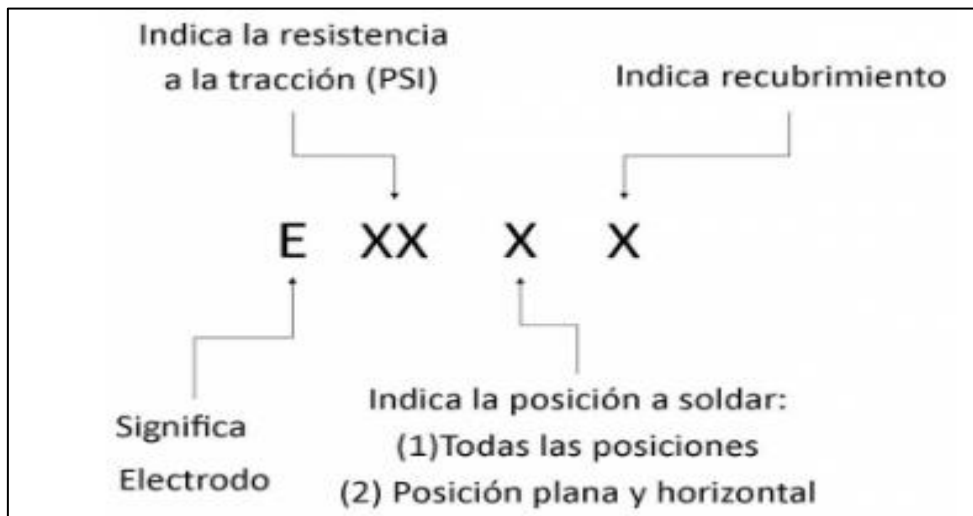 Indica la resistencia
a la tracción (PSI)
Indica recubrimiento
E XX X X
Significa
Electrodo
Indica la posición a soldar:
(1)Todas las posiciones
(2) Posición plana y horizontal